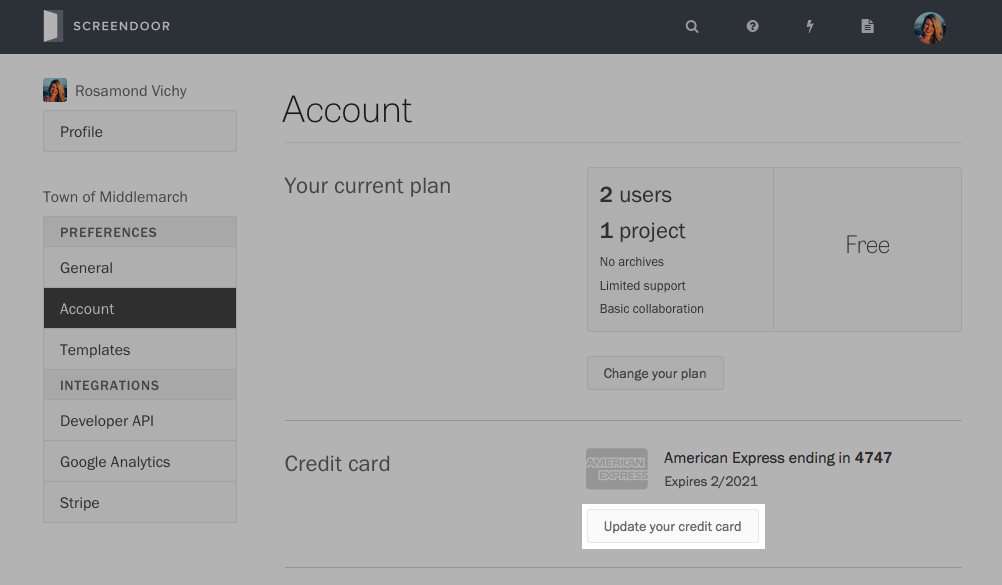 SCREENDOOR
Rosamond Vichy
Profile
Town of Middlemarch
PREFERENCES
General
Account
Templates
INTEGRATIONS
Developer API
Google Analytics
Stripe
Account
Your current plan
2 users
1 project
No archives
Limited support
Basic collaboration
Free
Change your plan
Credit card
AMERICAN
EXPRESS
American Express ending in 4747
Expires 2/2021
Update your credit card